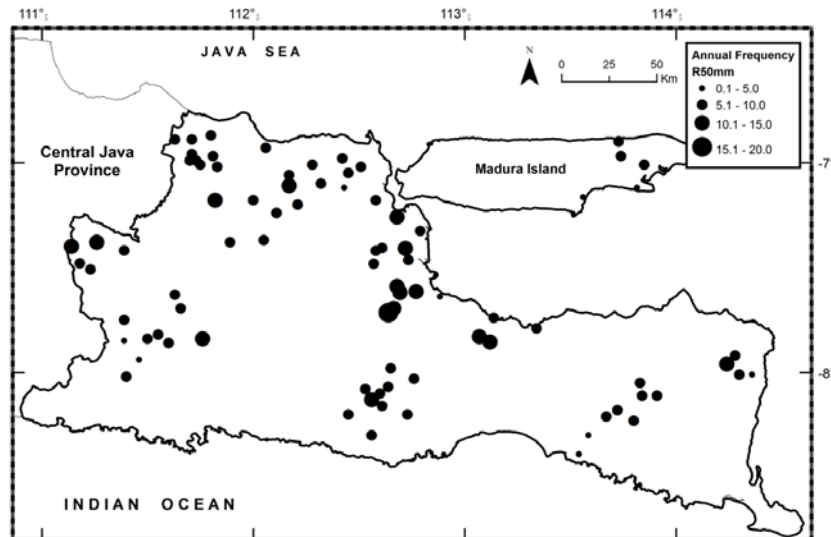 111° 112° 113° 114°
JAVA SEA
N
0 25 50
Km
Annual Frequency
R50mm
0.1 - 5.0
5.1 - 10.0
10.1 - 15.0
15.1 - 20.0
Central Java
Province
Madura Island
-7°
-8°
INDIAN OCEAN